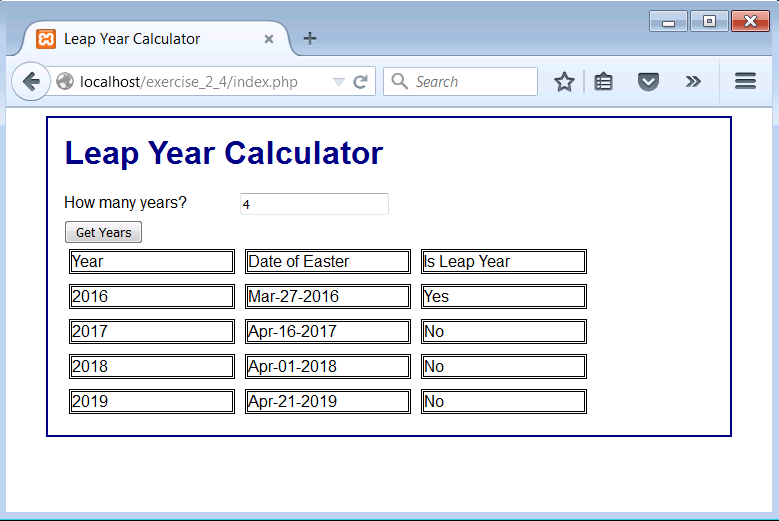 Leap Year Calculator
localhost/exercise_2_4/index.php
Search
Leap Year Calculator
How many years? 4
Get Years
Year Date of Easter Is Leap Year
2016 Mar-27-2016 Yes
2017 Apr-16-2017 No
2018 Apr-01-2018 No
2019 Apr-21-2019 No